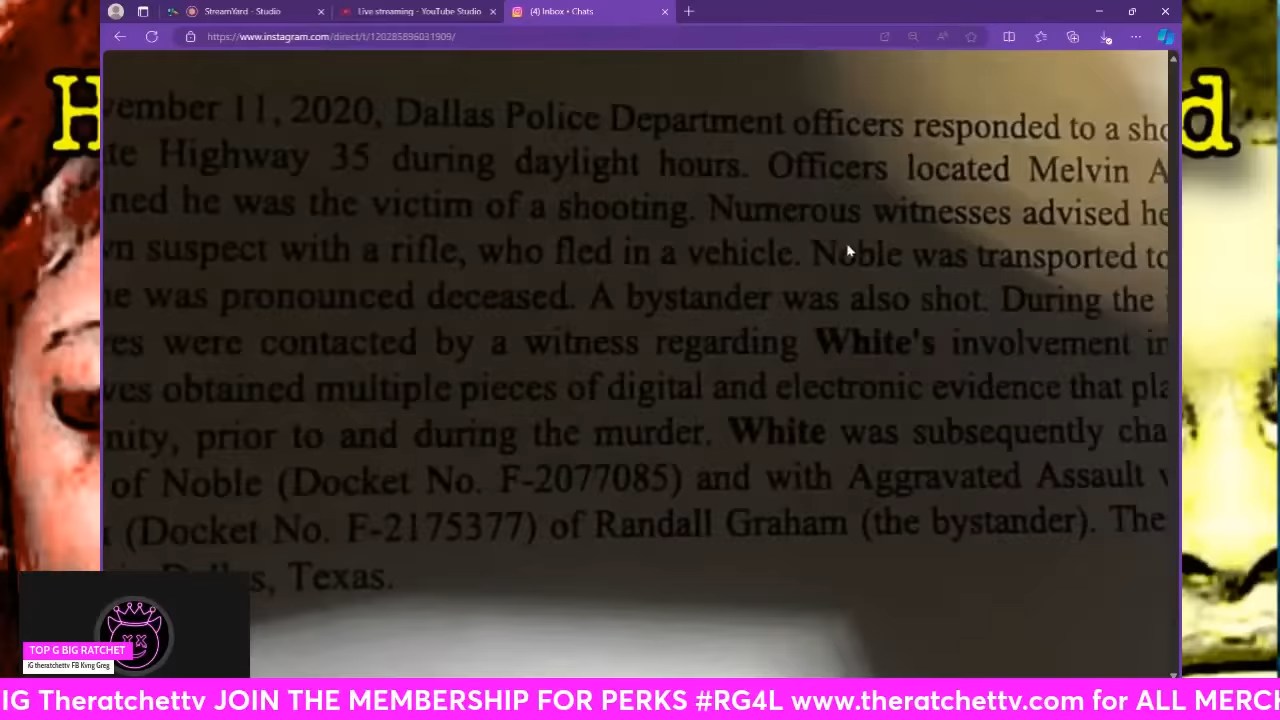 StreamYard - Studio
Live streaming - YouTube Studio
(4) Inbox • Chats
https://www.instagram.com/direct/t/120285896031909/
H
d
vember 11, 2020, Dallas Police Department officers responded to a sho
te Highway 35 during daylight hours. Officers located Melvin A
ned he was the victim of a shooting. Numerous witnesses advised he
n suspect with a rifle, who fled in a vehicle. Noble was transported to
he was pronounced deceased. A bystander was also shot. During the
ves were contacted by a witness regarding White's involvement in
ves obtained multiple pieces of digital and electronic evidence that pla
nity, prior to and during the murder. White was subsequently cha
of Noble (Docket No. F-2077085) and with Aggravated Assault
(Docket No. F-2175377) of Randall Graham (the bystander). The
s, Texas.
TOP G BIG RATCHET
iG theratchettv FB Kvng Greg
IG Theratchettv JOIN THE MEMBERSHIP FOR PERKS #RG4L www.theratchettv.com for ALL MERCH